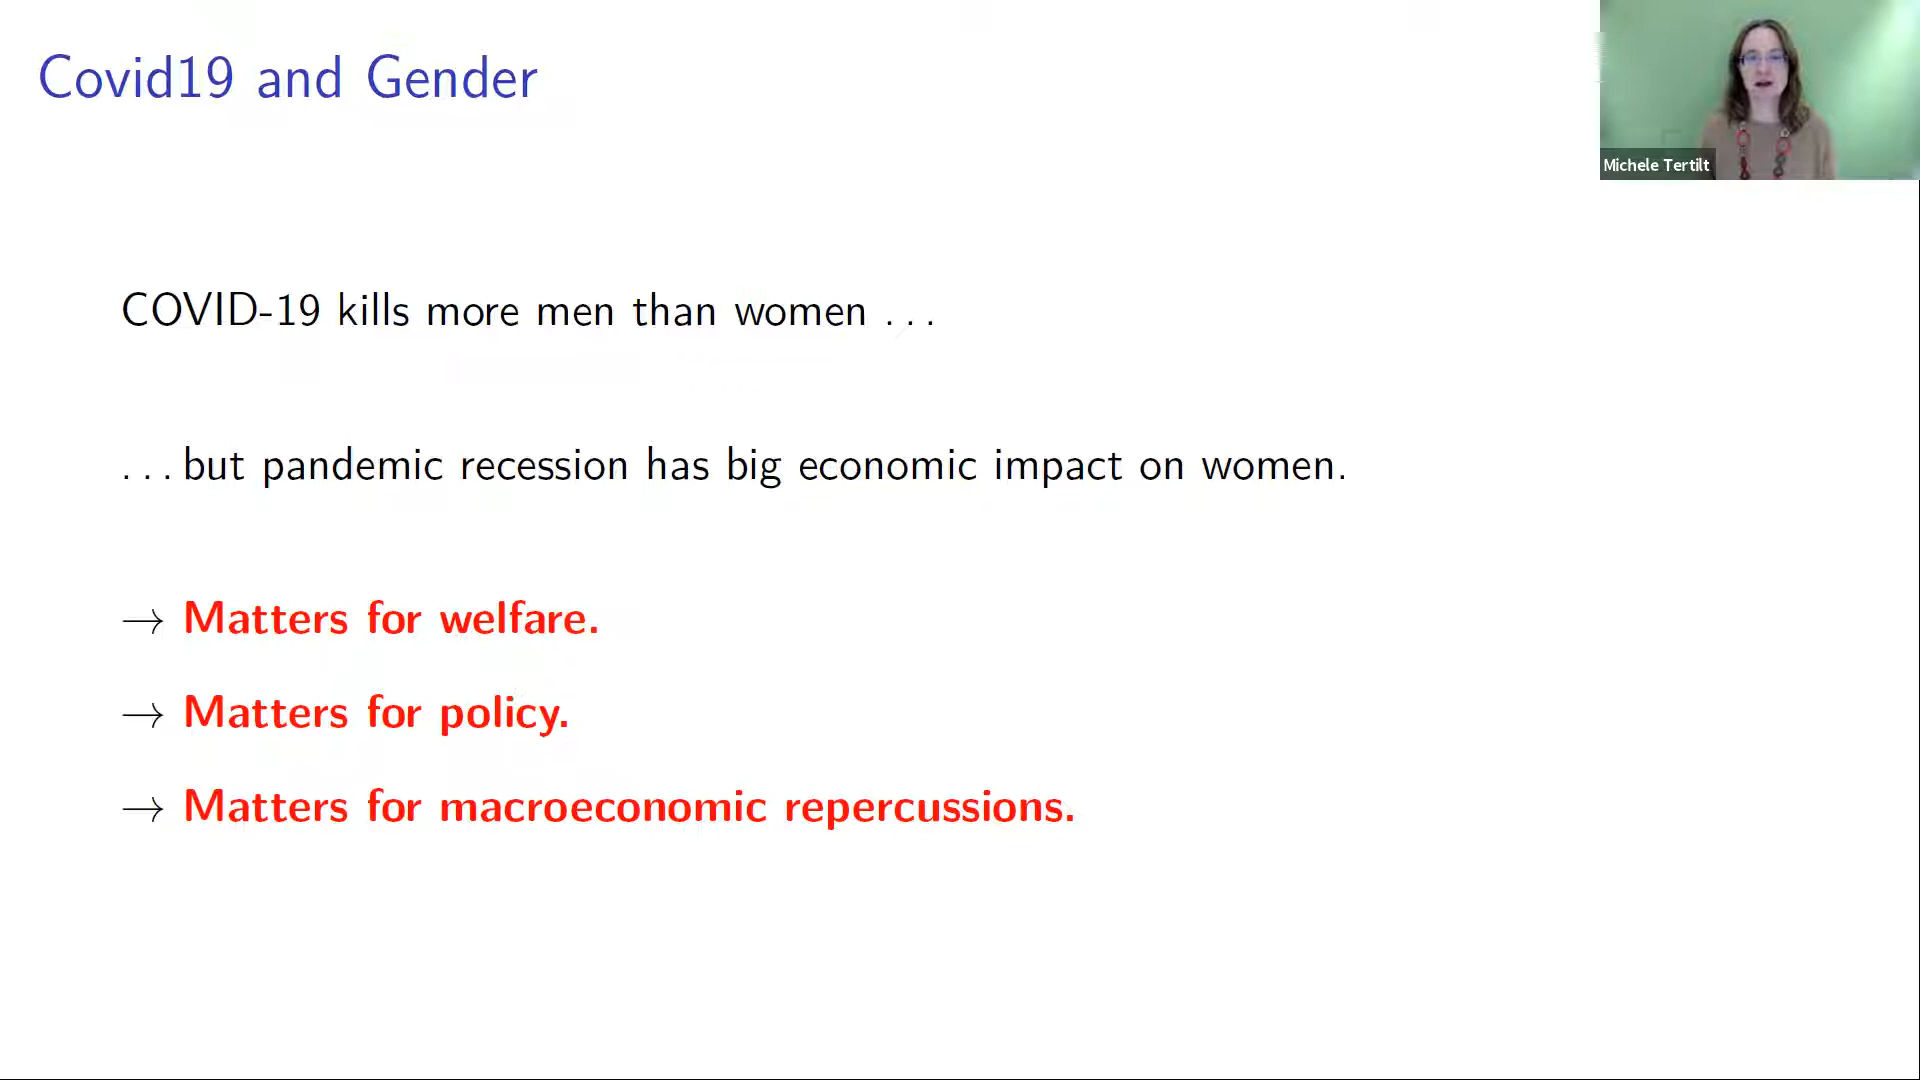 Covid19 and Gender
Michele Tertilt
COVID-19 kills more men than women . . .
. . . but pandemic recession has big economic impact on women.
→ Matters for welfare.
→ Matters for policy.
→ Matters for macroeconomic repercussions.